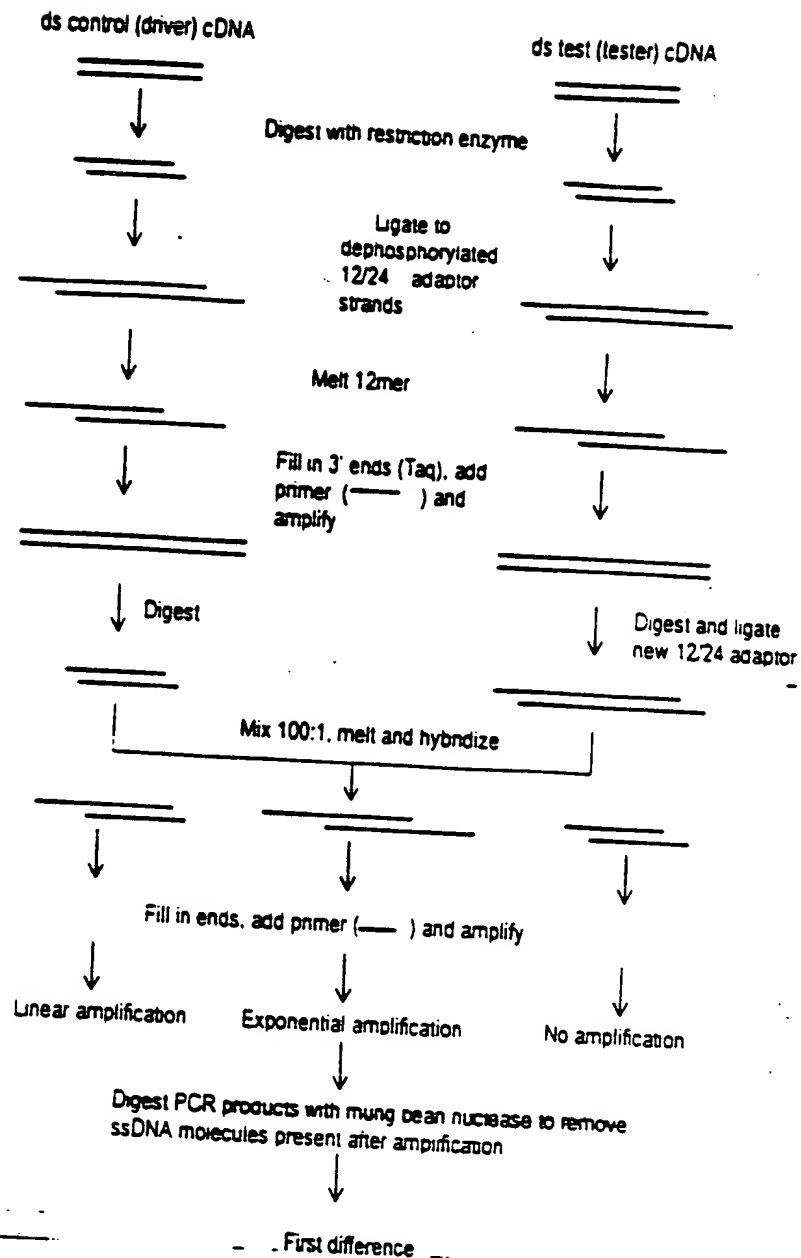 ds control (driver) cDNA
ds test (tester) cDNA
Digest with restriction enzyme
Ligate to
dephosphorylated
12/24 adaptor
strands
Melt 12mer
Fill in 3' ends (Taq), add
primer ( ) and
amplify
Digest
Digest and ligate
new 12/24 adaptor
Mix 100:1, melt and hybridize
Fill in ends, add primer ( ) and amplify
Linear amplification
Exponential amplification
No amplification
Digest PCR products with mung bean nuclease to remove
ssDNA molecules present after amplification
First difference